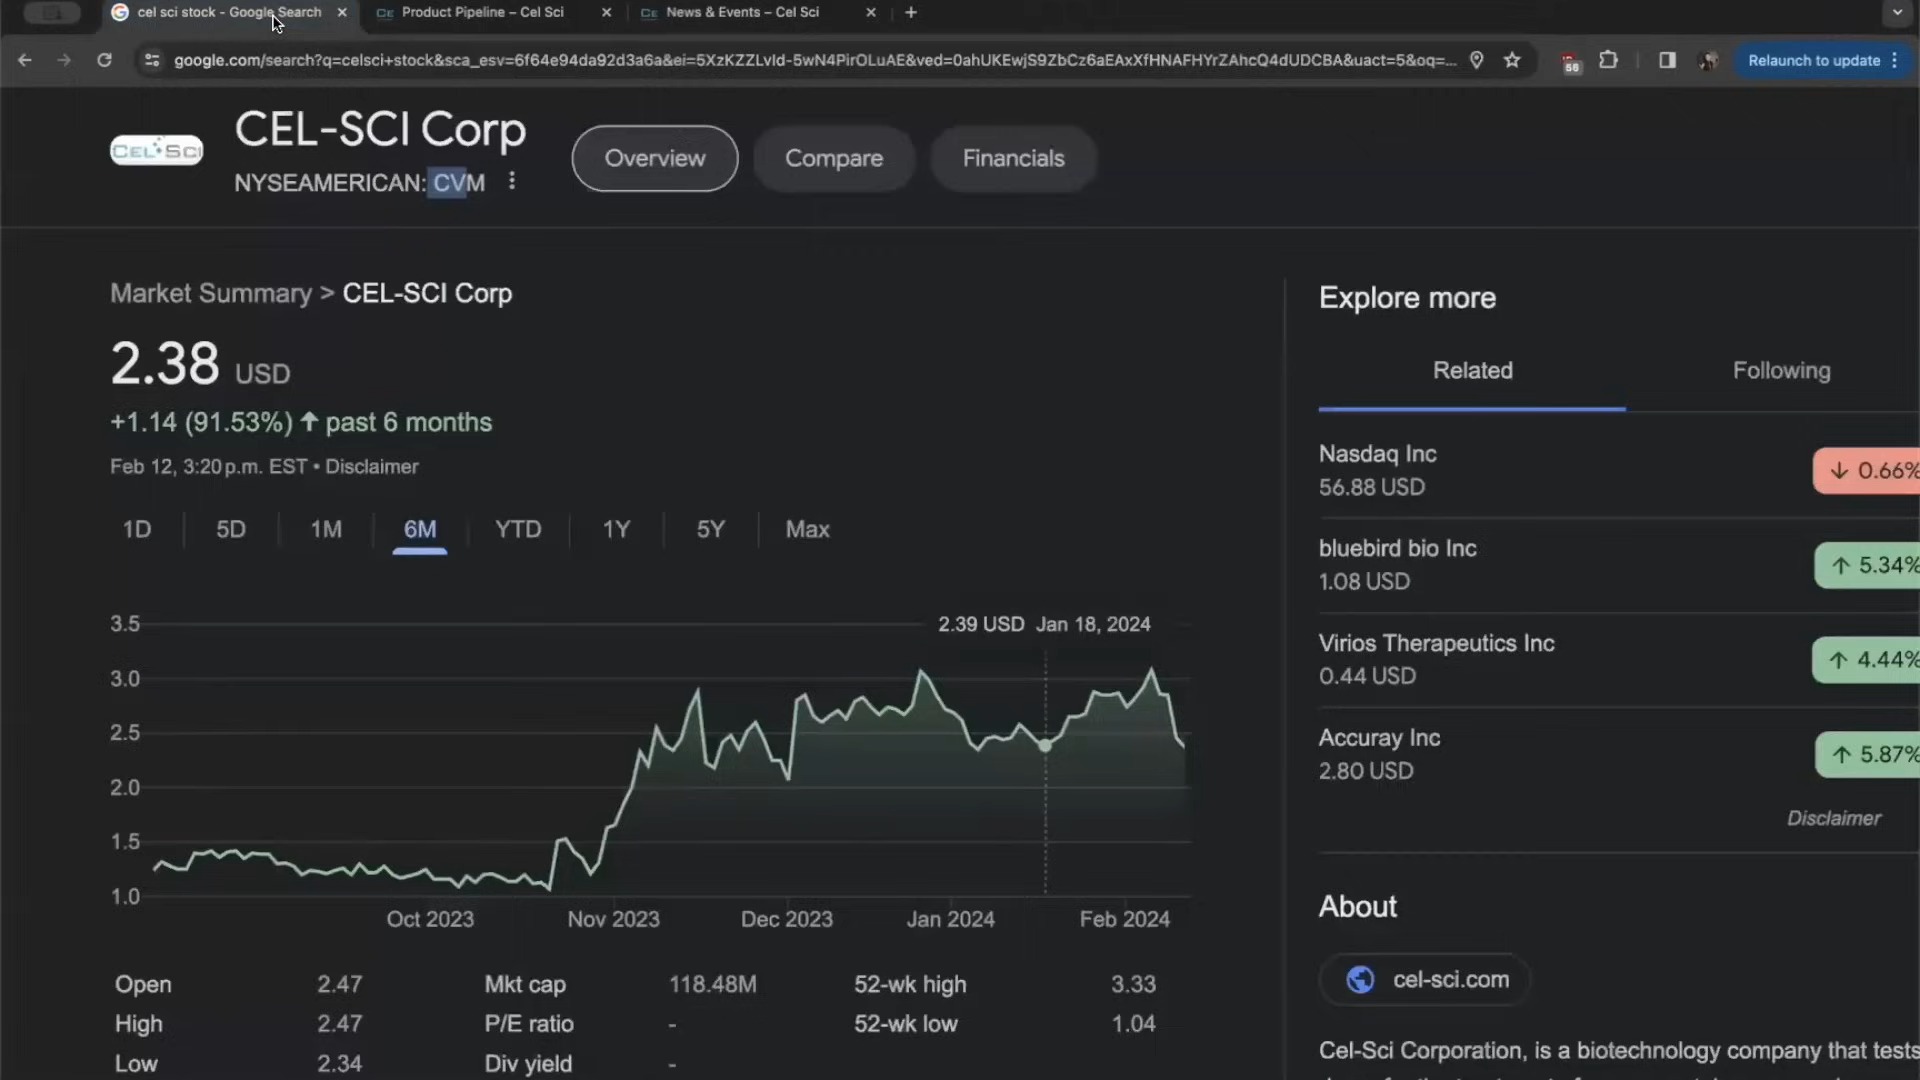 cel sci stock - Google Search
Product Pipeline – Cel Sci
News & Events – Cel Sci
google.com/search?q=celsci+stock&sca_esv=6f64e94da92d3a6a&ei=5XzKZZLvId-5wN4PirOLuAE&ved=0ahUKEwjS9ZbCz6aEAxXfHNAFHYrZAhcQ4dUDCBA&uact=5&oq=...
56
Relaunch to update
CEL-SCI
CEL-SCI Corp
NYSEAMERICAN: CVM
Overview
Compare
Financials
Market Summary > CEL-SCI Corp
2.38 USD
+1.14 (91.53%) ↑ past 6 months
Feb 12, 3:20 p.m. EST • Disclaimer
1D 5D 1M 6M YTD 1Y 5Y Max
2.39 USD Jan 18, 2024
3.5
3.0
2.5
2.0
1.5
1.0
Oct 2023 Nov 2023 Dec 2023 Jan 2024 Feb 2024
Open 2.47 Mkt cap 118.48M 52-wk high 3.33
High 2.47 P/E ratio - 52-wk low 1.04
Low 2.34 Div yield -
Explore more
Related Following
Nasdaq Inc
56.88 USD
↓ 0.66%
bluebird bio Inc
1.08 USD
↑ 5.34%
Virios Therapeutics Inc
0.44 USD
↑ 4.44%
Accuray Inc
2.80 USD
↑ 5.87%
Disclaimer
About
cel-sci.com
Cel-Sci Corporation, is a biotechnology company that tests